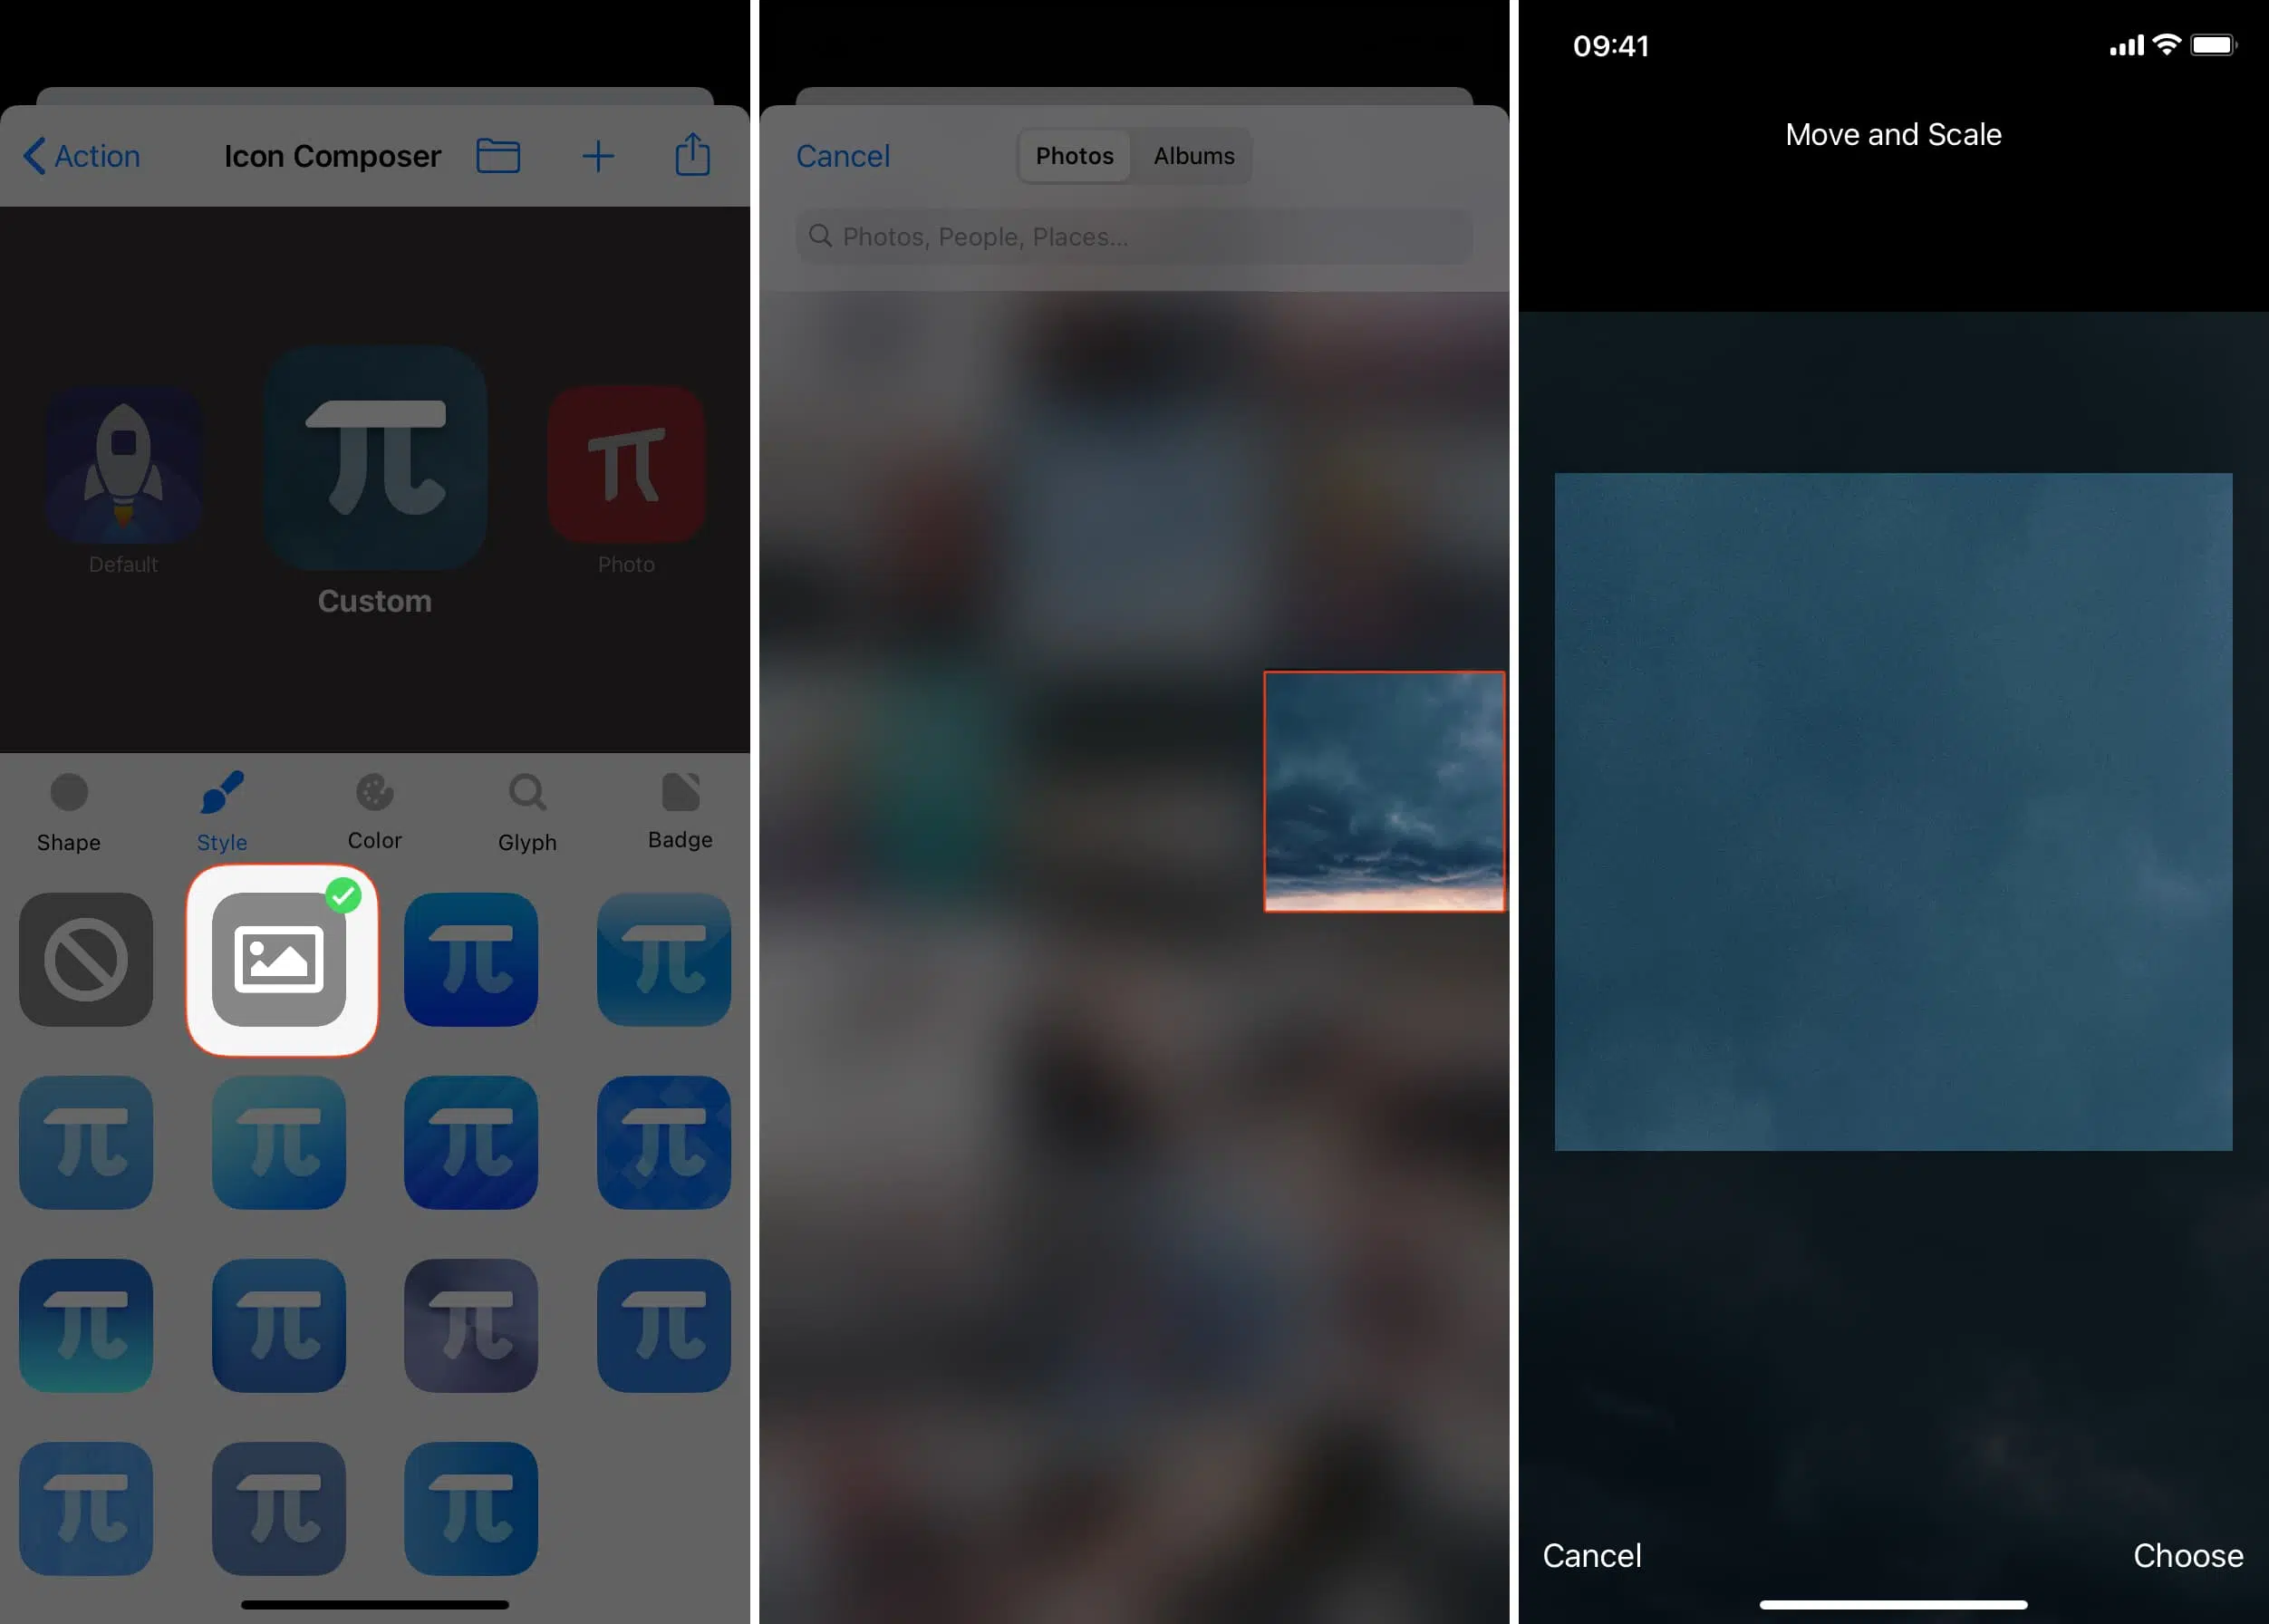 Action
Icon Composer
Default
Custom
Photo
Shape
Style
Color
Glyph
Badge
Cancel
Photos
Albums
Photos, People, Places...
09:41
Move and Scale
Cancel
Choose